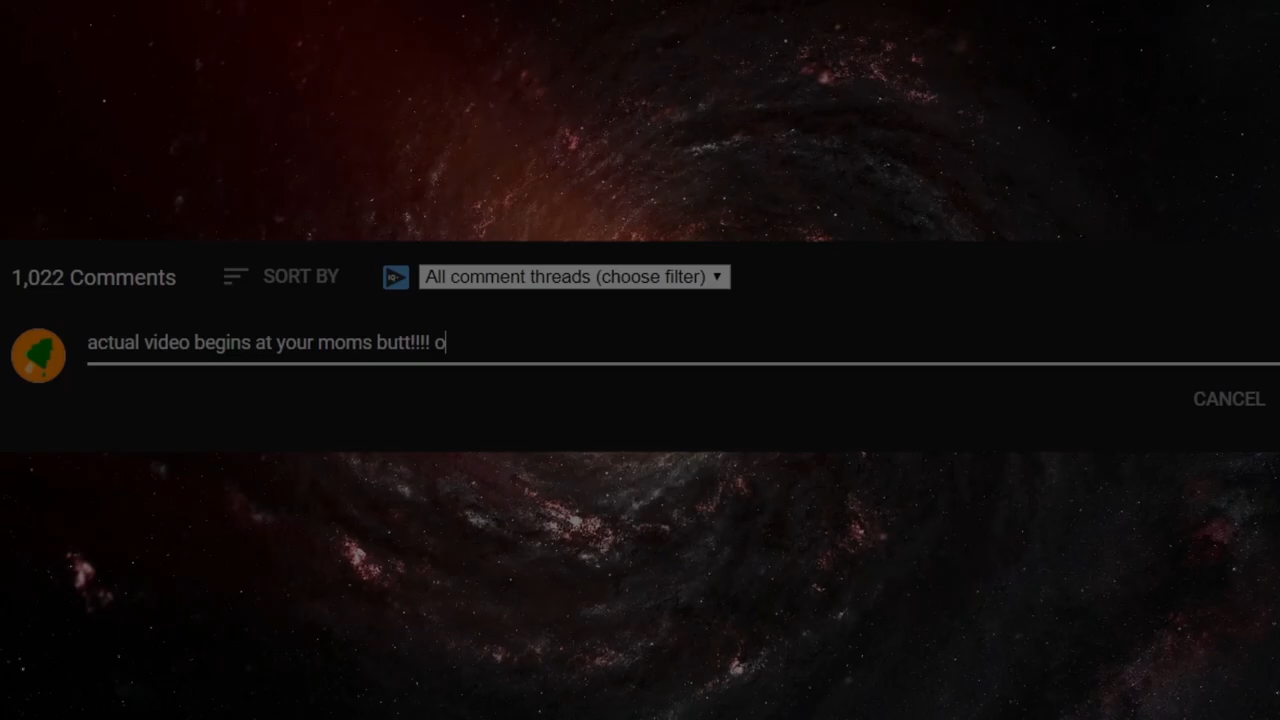 1,022 Comments SORT BY All comment threads (choose filter)
actual video begins at your moms butt!!!! o
CANCEL